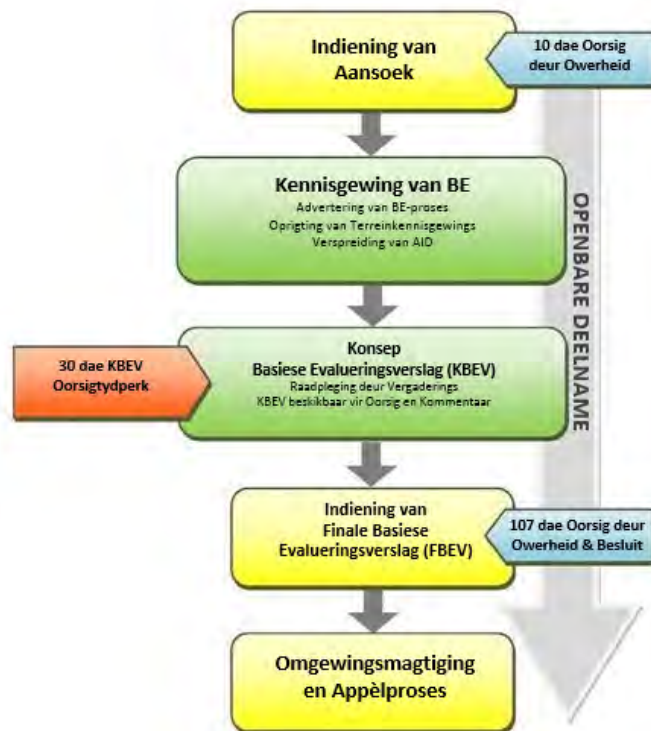 Indiening van
Aansoek
10 dae Oorsig
deur Owerheid
Kennisgewing van BE
Advertering van BE-proses
Oprigting van Terreinkennisgewings
Verspreiding van AID
OPENBARE DEELNAME
30 dae KBEV
Oorsigtydperk
Konsep
Basiese Evalueringsverslag (KBEV)
Raadpleging deur Vergaderings
KBEV beskikbaar vir Oorsig en Kommentaar
Indiening van
Finale Basiese
Evalueringsverslag (FBEV)
107 dae Oorsig deur
Owerheid & Besluit
Omgewingsmagtiging
en Appèlproses